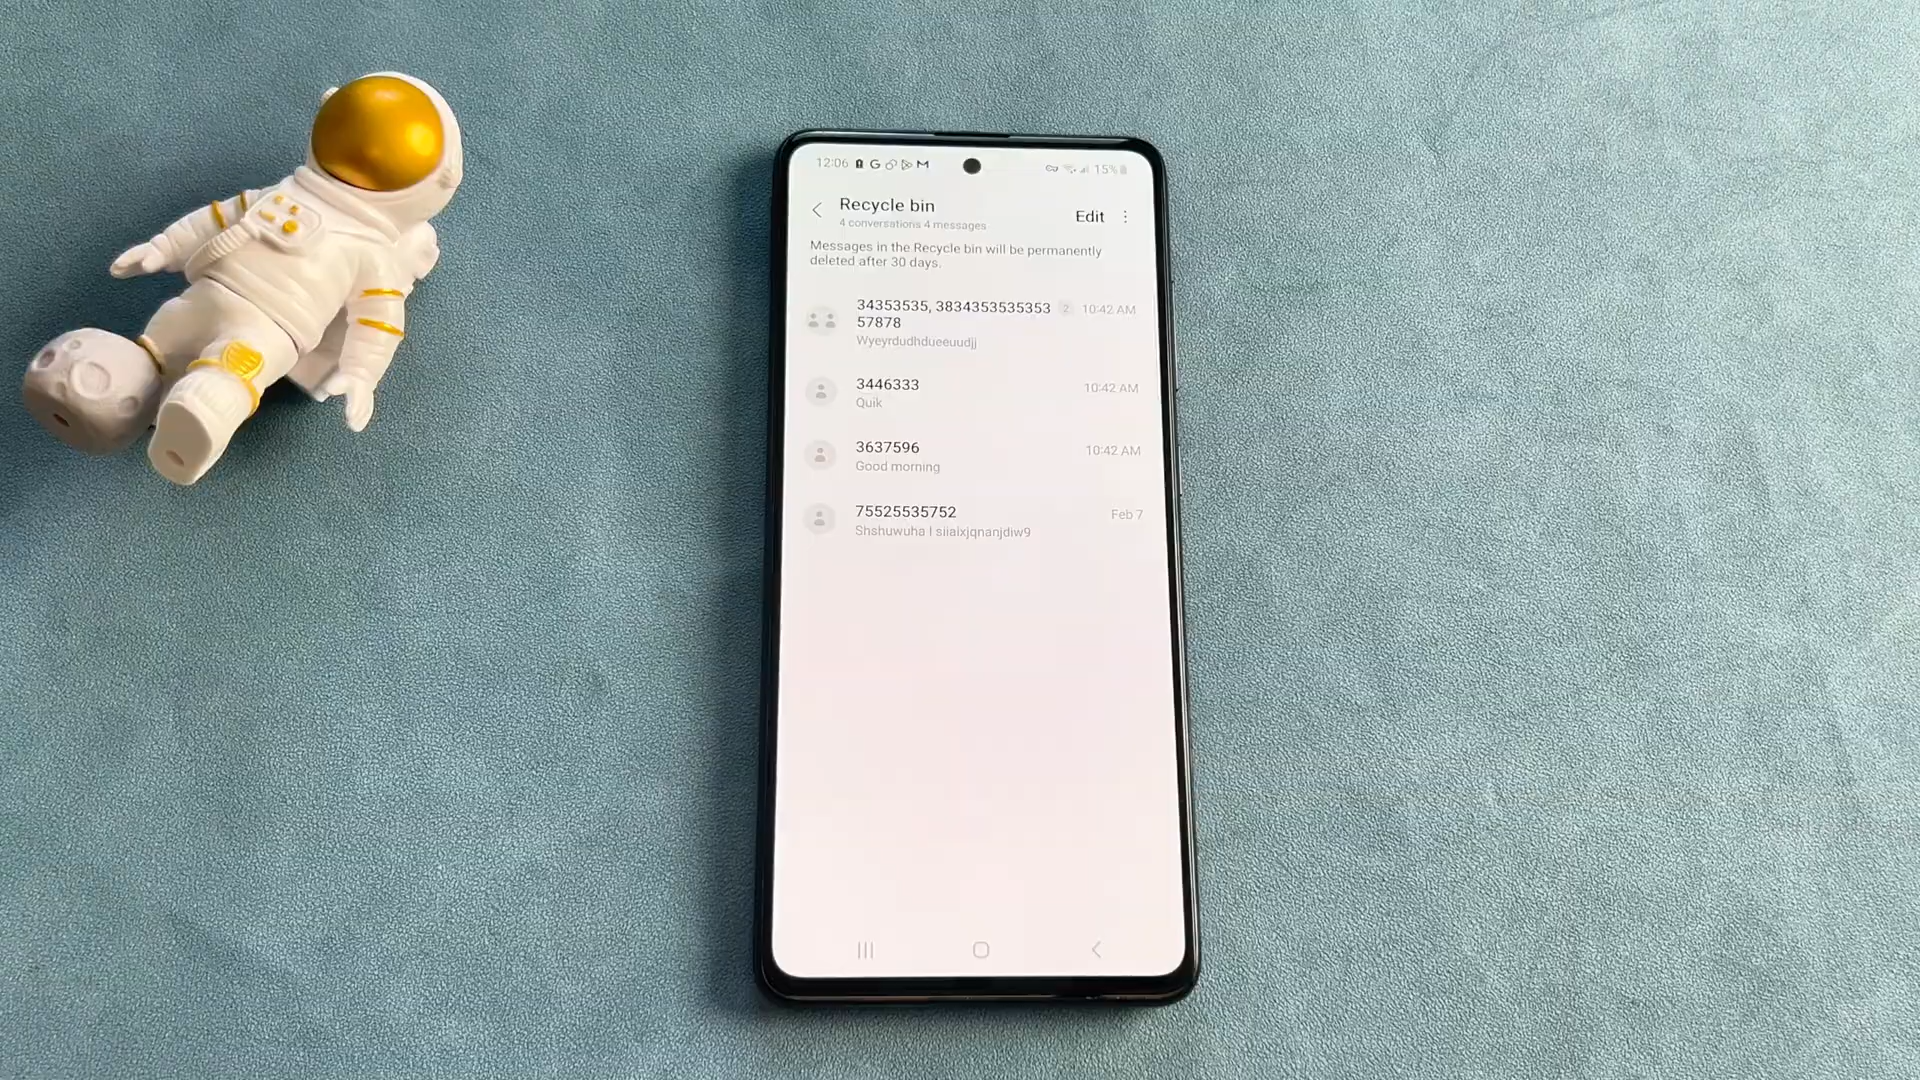 12:06 G M 15%
Recycle bin
4 conversations 4 messages
Edit
Messages in the Recycle bin will be permanently
deleted after 30 days.
34353535, 3834353535353 2 10:42 AM
57878
Wyeyrdudhdueeuudjj
3446333 10:42 AM
Quik
3637596 10:42 AM
Good morning
75525535752 Feb 7
Shshuwuha I siiaixjqnanjdiw9